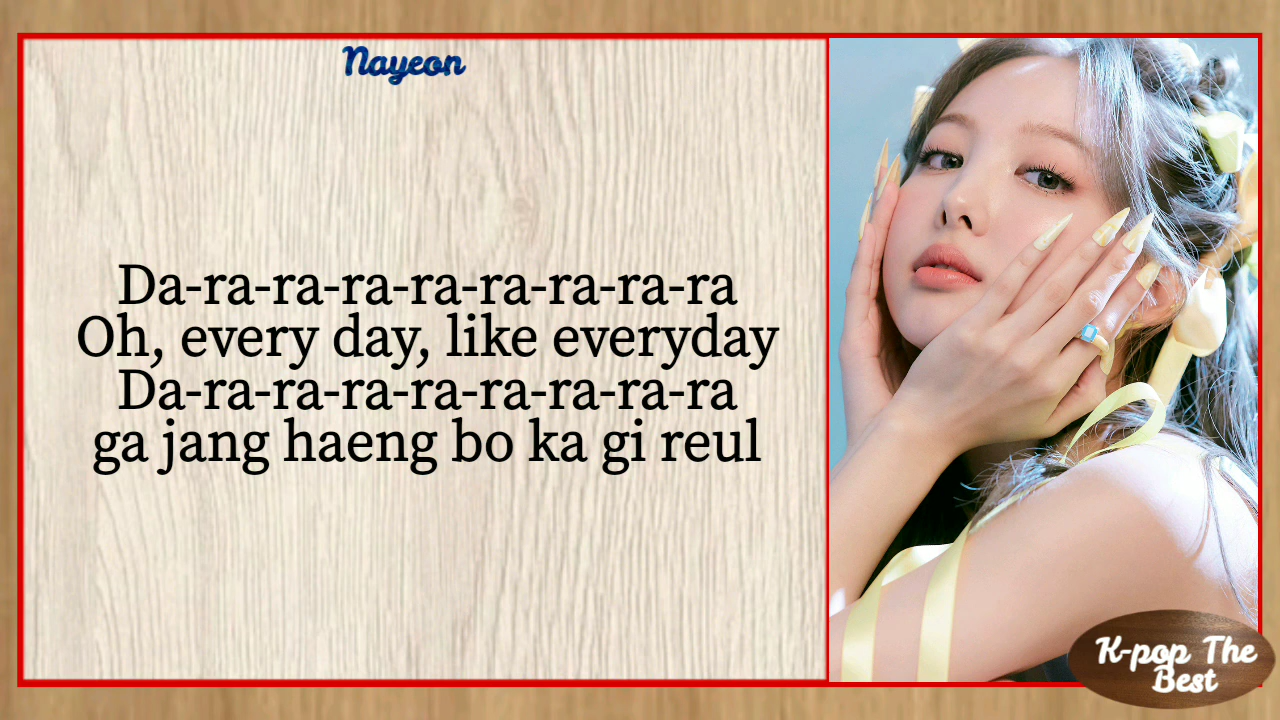 Nayeon
Da-ra-ra-ra-ra-ra-ra-ra-ra
Oh, every day, like everyday
Da-ra-ra-ra-ra-ra-ra-ra-ra
ga jang haeng bo ka gi reul
K-pop The
Best